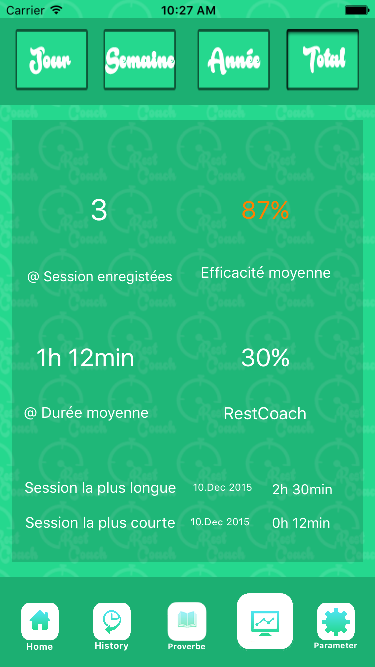 Carrier 10:27 AM
Jour Semaine Année Total
3 87%
@ Session enregistées Efficacité moyenne
1h 12min 30%
@ Durée moyenne RestCoach
Session la plus longue 10.Dec 2015 2h 30min
Session la plus courte 10.Dec 2015 0h 12min
Home History Proverbe Parameter